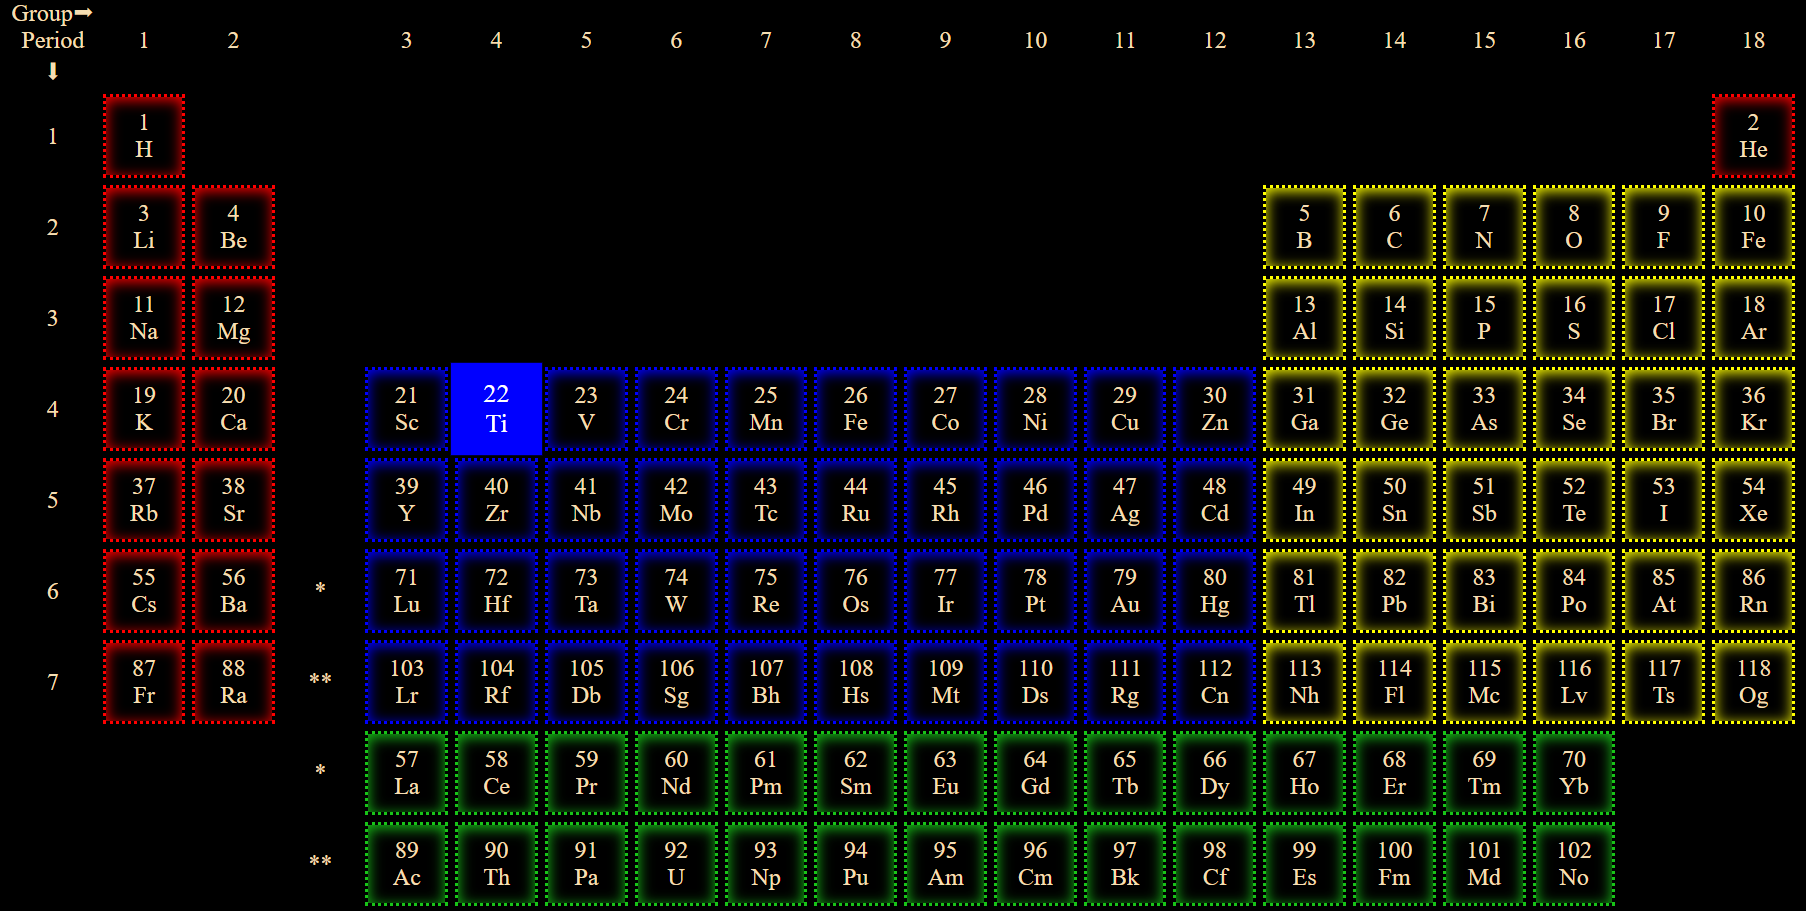 Group➡
Period 1 2 3 4 5 6 7 8 9 10 11 12 13 14 15 16 17 18
⬇
1 1 H 2 He
2 3 Li 4 Be 5 B 6 C 7 N 8 O 9 F 10 Fe
3 11 Na 12 Mg 13 Al 14 Si 15 P 16 S 17 Cl 18 Ar
4 19 K 20 Ca 21 Sc 22 Ti 23 V 24 Cr 25 Mn 26 Fe 27 Co 28 Ni 29 Cu 30 Zn 31 Ga 32 Ge 33 As 34 Se 35 Br 36 Kr
5 37 Rb 38 Sr 39 Y 40 Zr 41 Nb 42 Mo 43 Tc 44 Ru 45 Rh 46 Pd 47 Ag 48 Cd 49 In 50 Sn 51 Sb 52 Te 53 I 54 Xe
6 55 Cs 56 Ba * 71 Lu 72 Hf 73 Ta 74 W 75 Re 76 Os 77 Ir 78 Pt 79 Au 80 Hg 81 Tl 82 Pb 83 Bi 84 Po 85 At 86 Rn
7 87 Fr 88 Ra ** 103 Lr 104 Rf 105 Db 106 Sg 107 Bh 108 Hs 109 Mt 110 Ds 111 Rg 112 Cn 113 Nh 114 Fl 115 Mc 116 Lv 117 Ts 118 Og
* 57 La 58 Ce 59 Pr 60 Nd 61 Pm 62 Sm 63 Eu 64 Gd 65 Tb 66 Dy 67 Ho 68 Er 69 Tm 70 Yb
** 89 Ac 90 Th 91 Pa 92 U 93 Np 94 Pu 95 Am 96 Cm 97 Bk 98 Cf 99 Es 100 Fm 101 Md 102 No